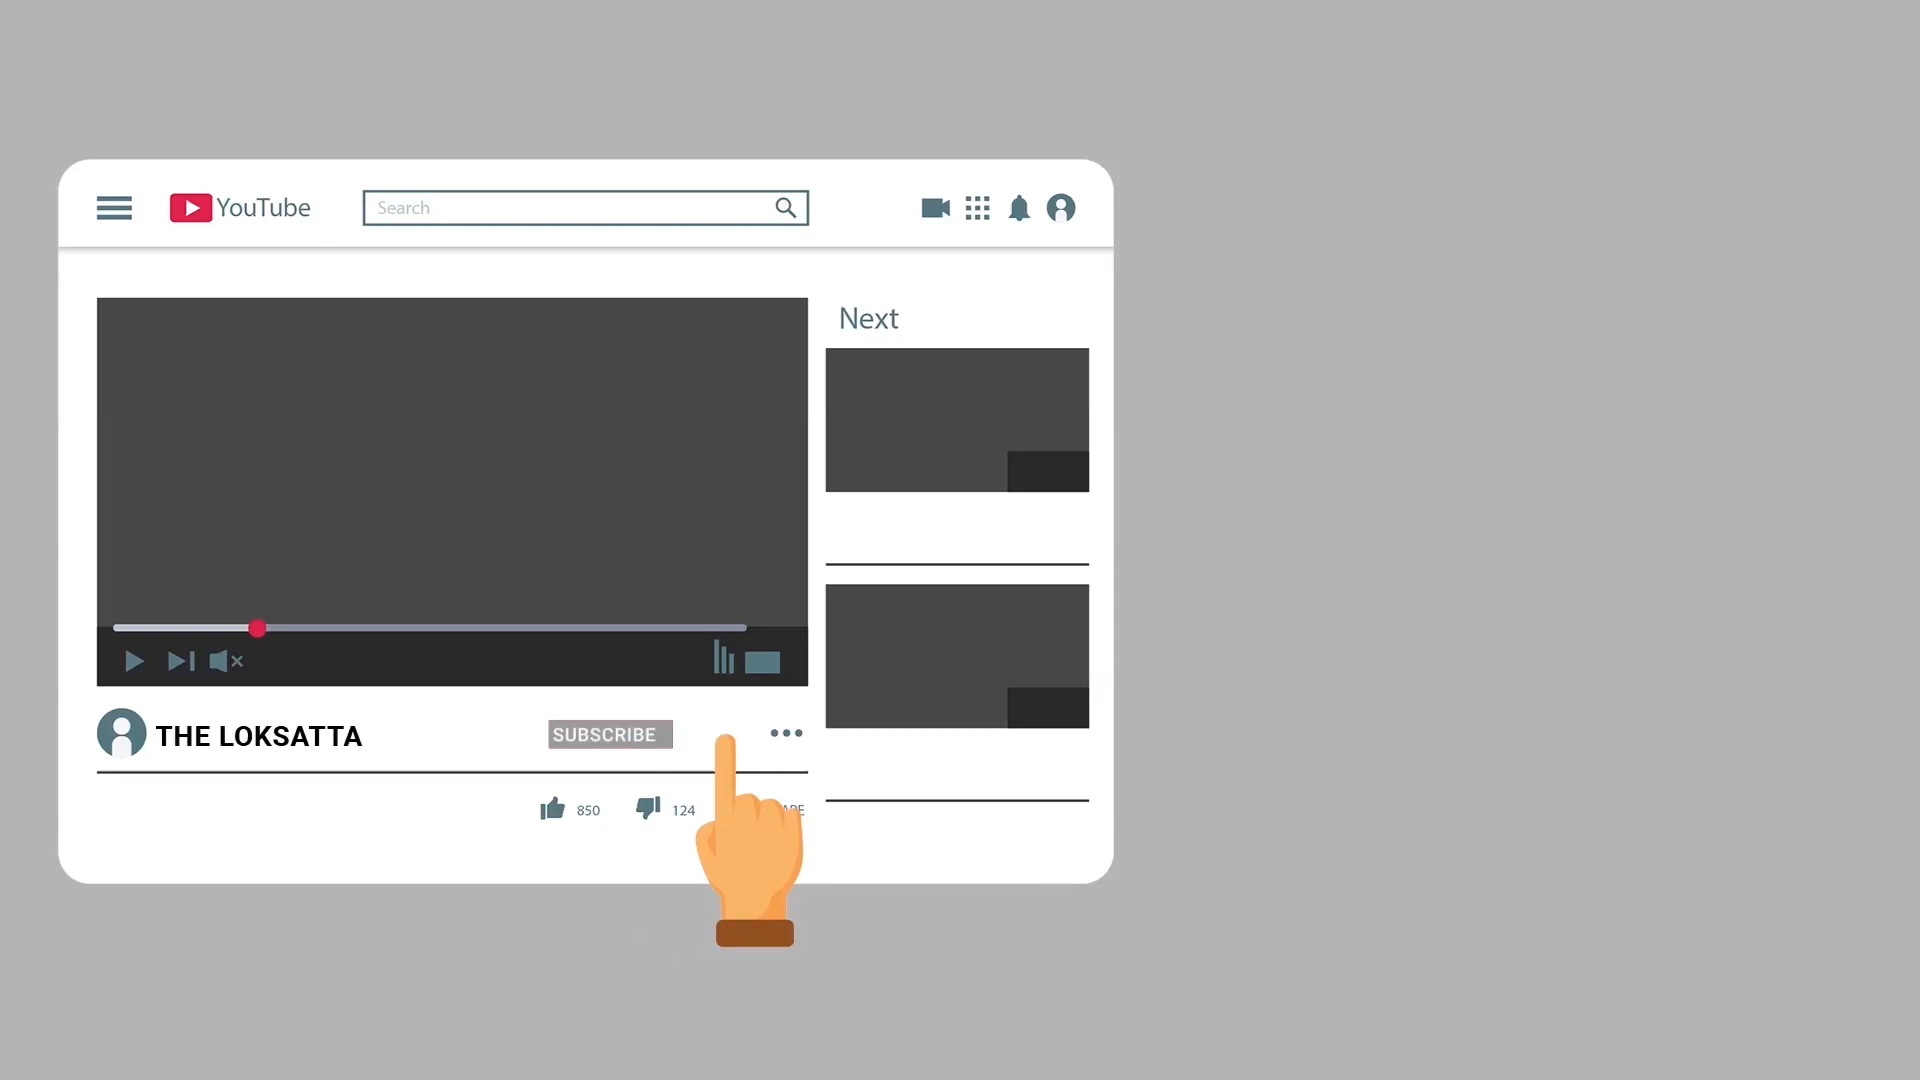 YouTube
Search
Next
THE LOKSATTA
SUBSCRIBE
850
124